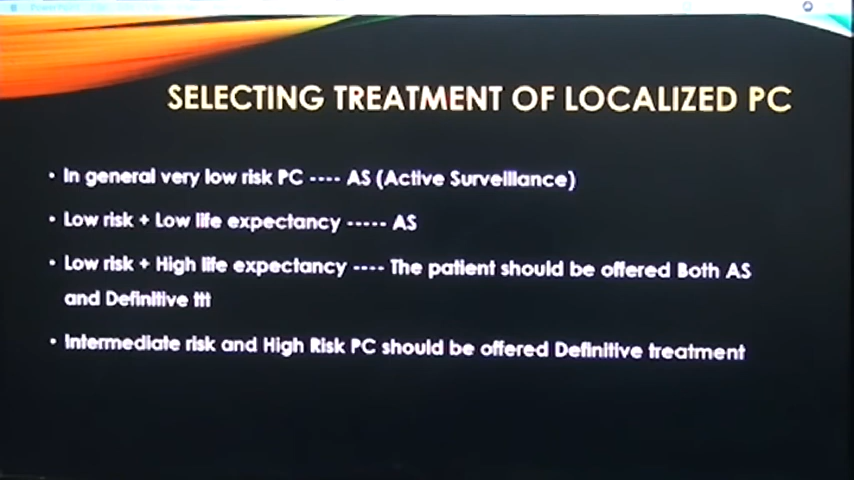 SELECTING TREATMENT OF LOCALIZED PC
• In general very low risk PC ---- AS (Active Surveillance)
• Low risk + Low life expectancy ----- AS
• Low risk + High life expectancy ---- The patient should be offered Both AS
and Definitive ttt
• Intermediate risk and High Risk PC should be offered Definitive treatment